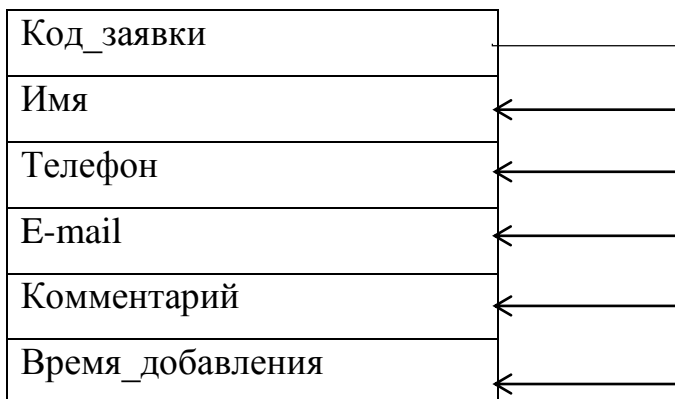 Код_заявки
Имя
Телефон
E-mail
Комментарий
Время_добавления